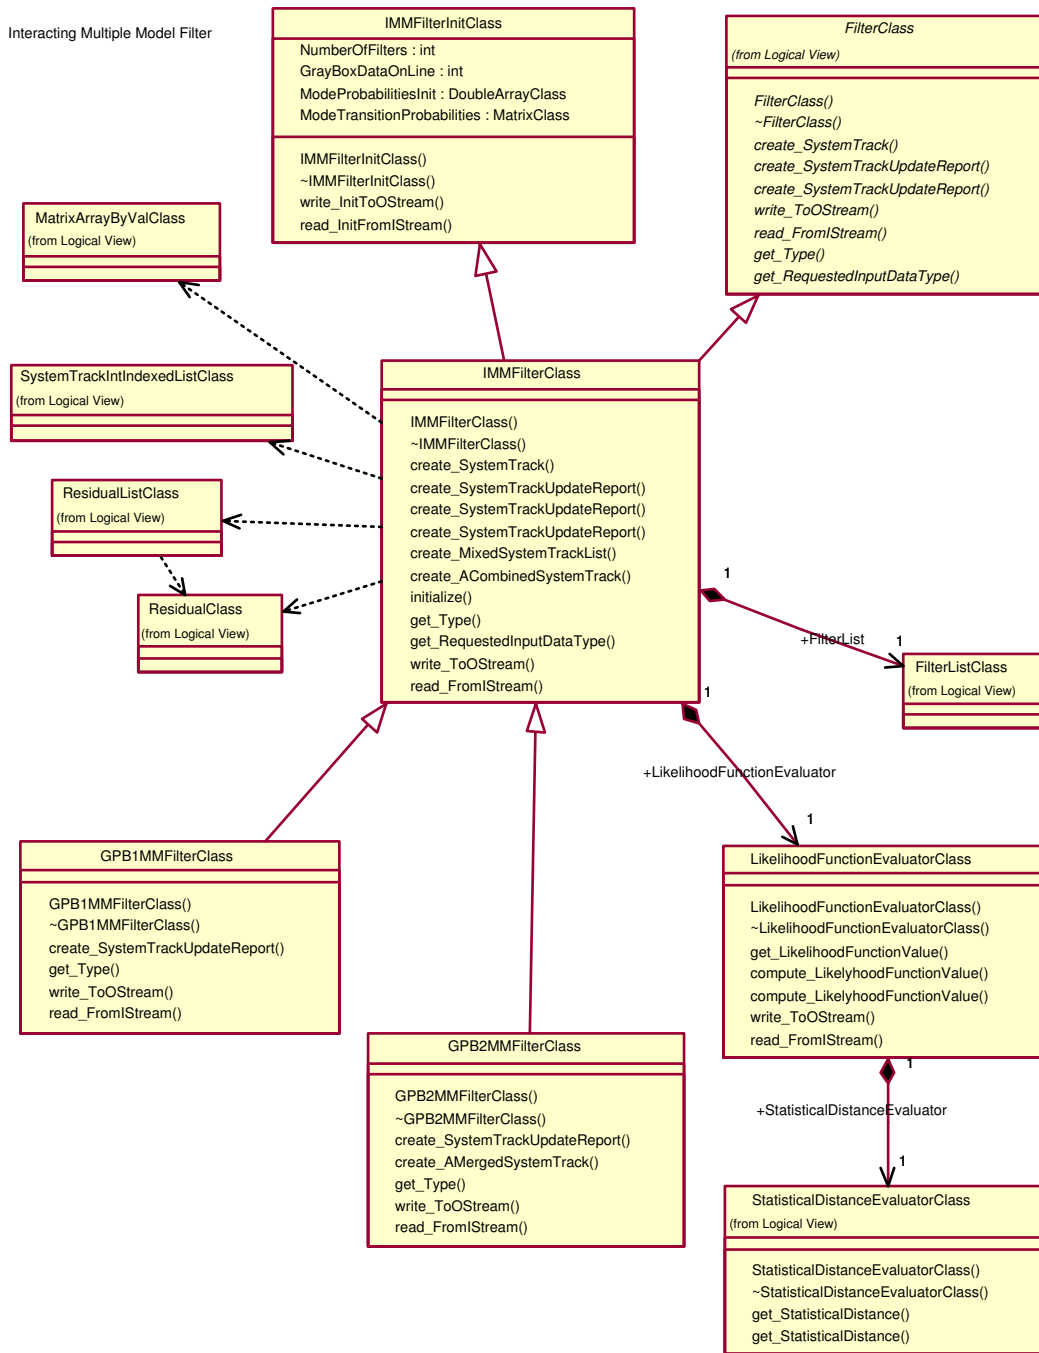 Interacting Multiple Model Filter
IMMFilterInitClass
NumberOfFilters : int
GrayBoxDataOnLine : int
ModeProbabilitiesInit : DoubleArrayClass
ModeTransitionProbabilities : MatrixClass
IMMFilterInitClass()
~IMMFilterInitClass()
write_InitToOStream()
read_InitFromIStream()
FilterClass
(from Logical View)
FilterClass()
~FilterClass()
create_SystemTrack()
create_SystemTrackUpdateReport()
create_SystemTrackUpdateReport()
write_ToOStream()
read_FromIStream()
get_Type()
get_RequestedInputDataType()
MatrixArrayByValClass
(from Logical View)
SystemTrackIntIndexedListClass
(from Logical View)
ResidualListClass
(from Logical View)
ResidualClass
(from Logical View)
IMMFilterClass
IMMFilterClass()
~IMMFilterClass()
create_SystemTrack()
create_SystemTrackUpdateReport()
create_SystemTrackUpdateReport()
create_SystemTrackUpdateReport()
create_MixedSystemTrackList()
create_ACombinedSystemTrack()
initialize()
get_Type()
get_RequestedInputDataType()
write_ToOStream()
read_FromIStream()
1
+FilterList
1
FilterListClass
(from Logical View)
1
+LikelihoodFunctionEvaluator
1
GPB1MMFilterClass
GPB1MMFilterClass()
~GPB1MMFilterClass()
create_SystemTrackUpdateReport()
get_Type()
write_ToOStream()
read_FromIStream()
LikelihoodFunctionEvaluatorClass
LikelihoodFunctionEvaluatorClass()
~LikelihoodFunctionEvaluatorClass()
get_LikelihoodFunctionValue()
compute_LikelyhoodFunctionValue()
compute_LikelyhoodFunctionValue()
write_ToOStream()
read_FromIStream()
GPB2MMFilterClass
GPB2MMFilterClass()
~GPB2MMFilterClass()
create_SystemTrackUpdateReport()
create_AMergedSystemTrack()
get_Type()
write_ToOStream()
read_FromIStream()
1
+StatisticalDistanceEvaluator
1
StatisticalDistanceEvaluatorClass
(from Logical View)
StatisticalDistanceEvaluatorClass()
~StatisticalDistanceEvaluatorClass()
get_StatisticalDistance()
get_StatisticalDistance()